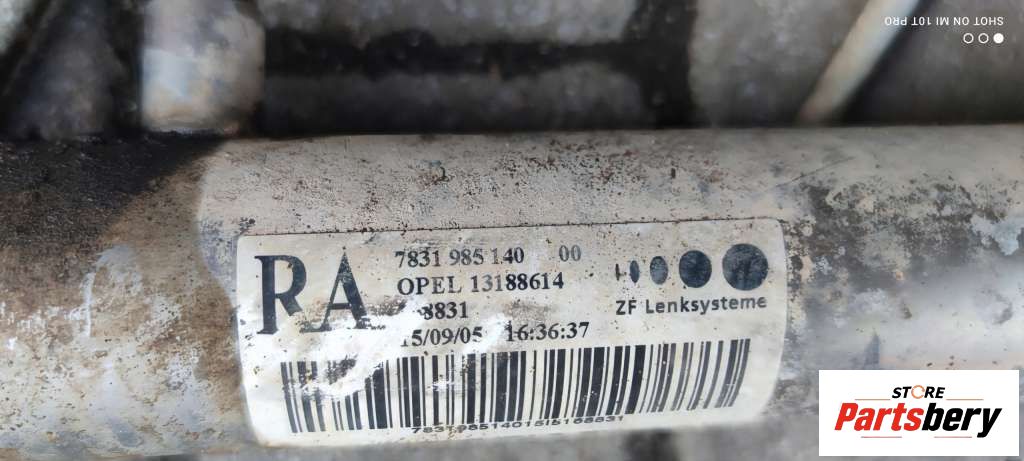 SHOT ON MI 10T PRO
RA
7831 985 140 00
OPEL 13188614
8831
15/09/05 16:36:37
ZF Lenksysteme
STORE
Partsbery